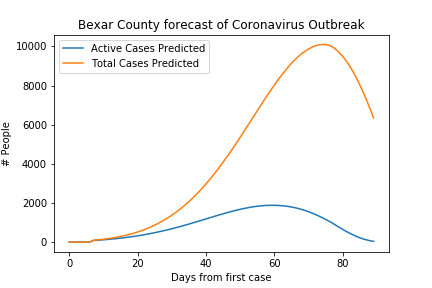 Bexar County forecast of Coronavirus Outbreak
Active Cases Predicted
Total Cases Predicted
# People
10000
8000
6000
4000
2000
0
0 20 40 60 80
Days from first case